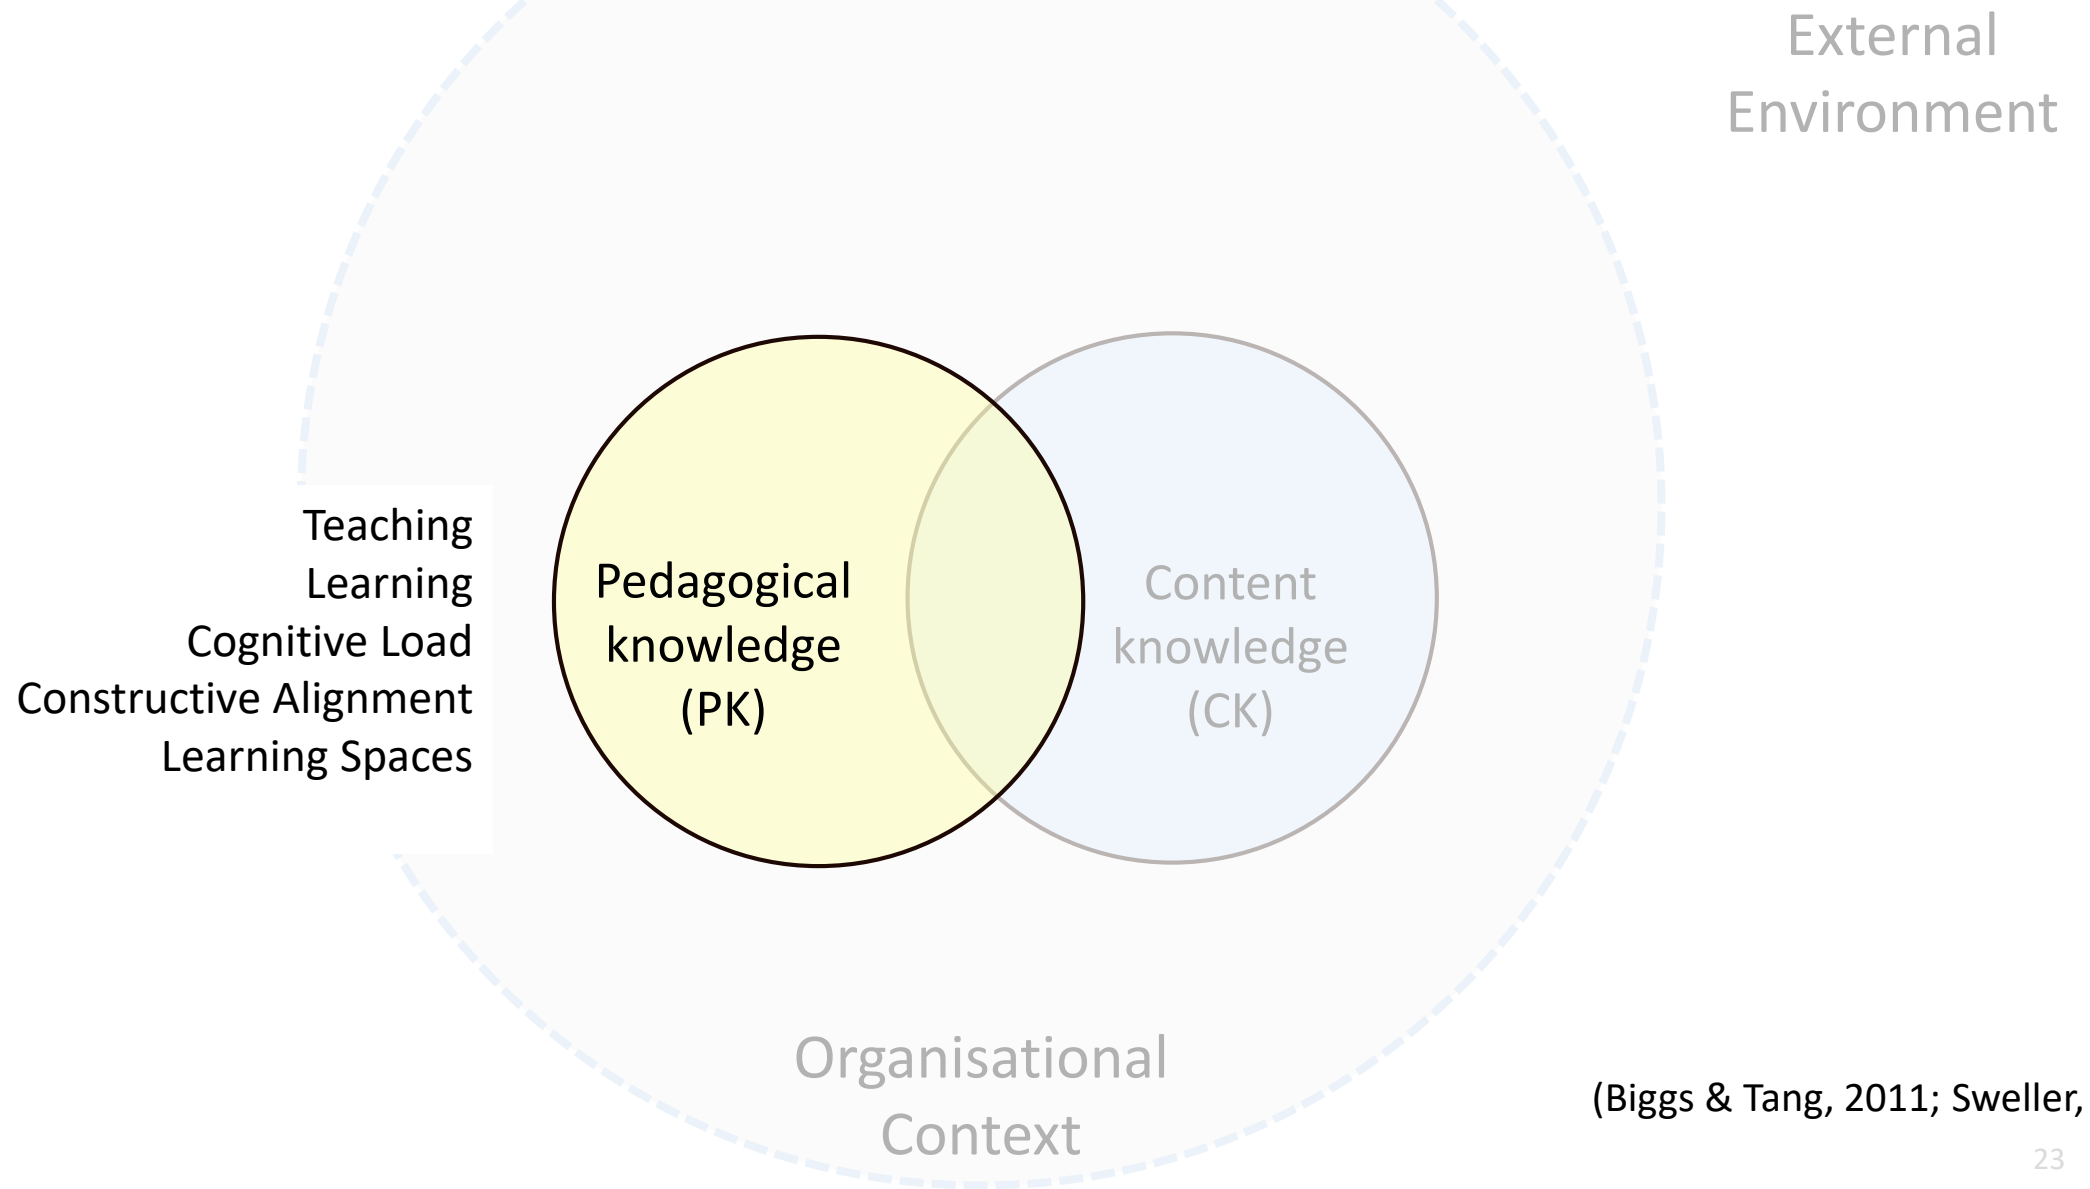 External
Environment
Teaching
Learning
Cognitive Load
Constructive Alignment
Learning Spaces
Pedagogical
knowledge
(PK)
Content
knowledge
(CK)
Organisational
Context
(Biggs & Tang, 2011; Sweller,
23